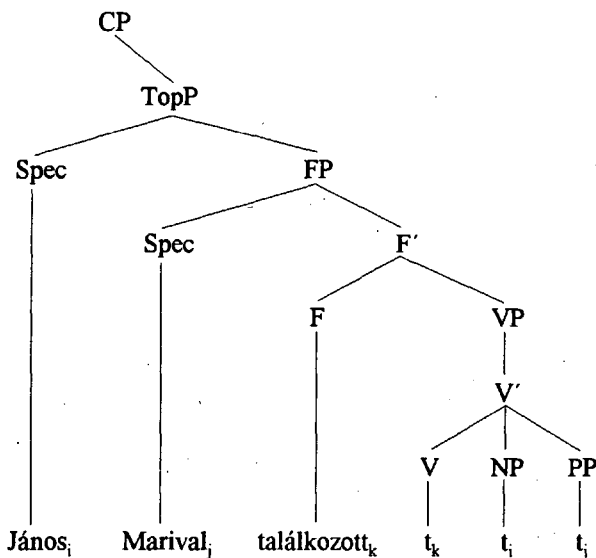 CP
TopP
Spec FP
Spec F´
F VP
V´
V NP PP
Jánosᵢ Marivalⱼ találkozottₖ tₖ tᵢ tⱼ